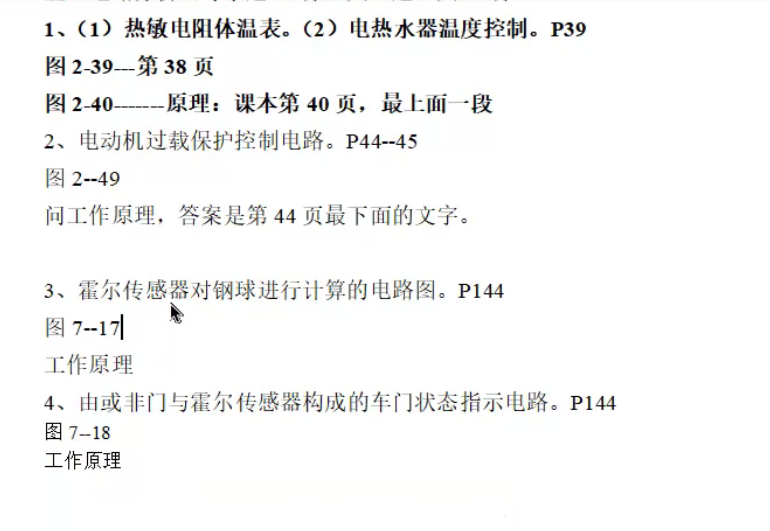 1、（1）热敏电阻体温表。（2）电热水器温度控制。P39
图 2-39---第 38 页
图 2-40-------原理：课本第 40 页，最上面一段
2、电动机过载保护控制电路。P44--45
图 2--49
问工作原理，答案是第 44 页最下面的文字。
3、霍尔传感器对钢球进行计算的电路图。P144
图 7--17
工作原理
4、由或非门与霍尔传感器构成的车门状态指示电路。P144
图 7--18
工作原理